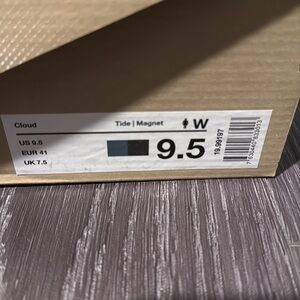 Cloud
Tide | Magnet
W
US 9.5
EUR 41
UK 7.5
9.5
19.99197